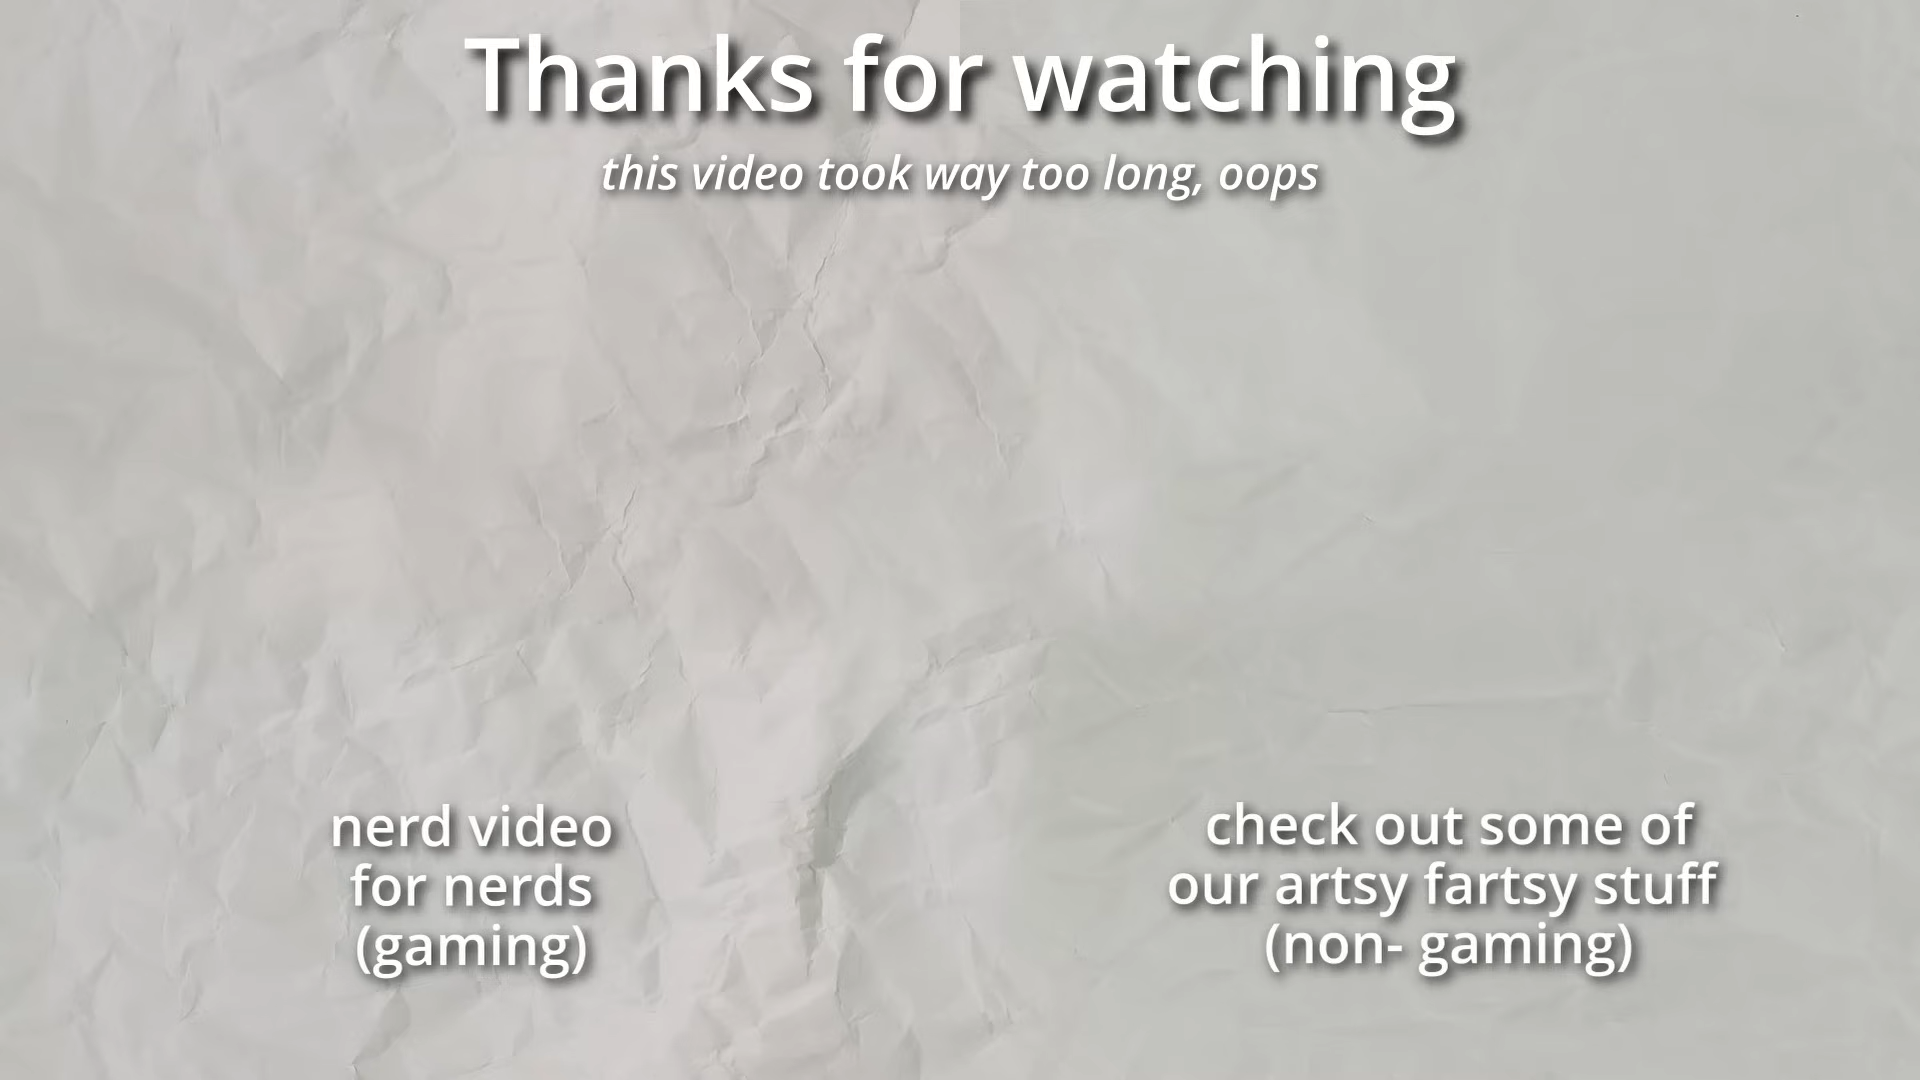 Thanks for watching
this video took way too long, oops
nerd video
for nerds
(gaming)
check out some of
our artsy fartsy stuff
(non- gaming)